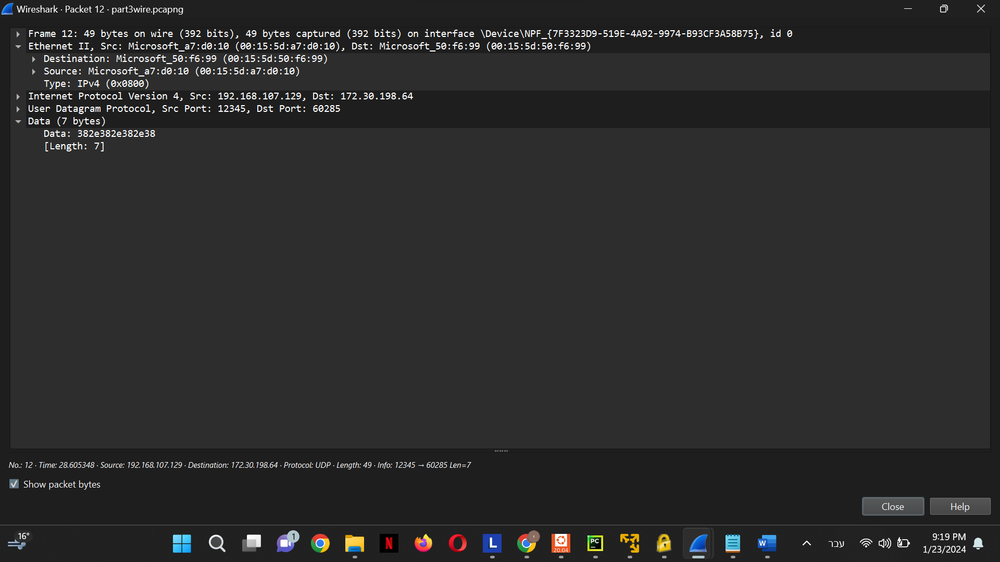 Wireshark · Packet 12 · part3wire.pcapng
Frame 12: 49 bytes on wire (392 bits), 49 bytes captured (392 bits) on interface \Device\NPF_{7F3323D9-519E-4A92-9974-B93CF3A58B75}, id 0
Ethernet II, Src: Microsoft_a7:d0:10 (00:15:5d:a7:d0:10), Dst: Microsoft_50:f6:99 (00:15:5d:50:f6:99)
Destination: Microsoft_50:f6:99 (00:15:5d:50:f6:99)
Source: Microsoft_a7:d0:10 (00:15:5d:a7:d0:10)
Type: IPv4 (0x0800)
Internet Protocol Version 4, Src: 192.168.107.129, Dst: 172.30.198.64
User Datagram Protocol, Src Port: 12345, Dst Port: 60285
Data (7 bytes)
Data: 382e382e382e38
[Length: 7]
No.: 12 · Time: 28.605348 · Source: 192.168.107.129 · Destination: 172.30.198.64 · Protocol: UDP · Length: 49 · Info: 12345 → 60285 Len=7
Show packet bytes
Close
Help
16°
1
N
L
20.04
PC
W
עבר
9:19 PM
1/23/2024